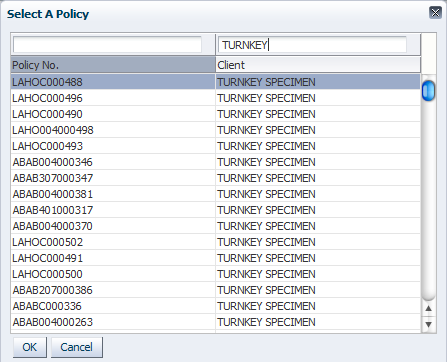 Select A Policy
TURNKEY
Policy No. Client
LAHOC000488 TURNKEY SPECIMEN
LAHOC000496 TURNKEY SPECIMEN
LAHOC000490 TURNKEY SPECIMEN
LAHO004000498 TURNKEY SPECIMEN
LAHOC000493 TURNKEY SPECIMEN
ABAB004000346 TURNKEY SPECIMEN
ABAB307000347 TURNKEY SPECIMEN
ABAB004000381 TURNKEY SPECIMEN
ABAB401000317 TURNKEY SPECIMEN
ABAB004000370 TURNKEY SPECIMEN
LAHOC000502 TURNKEY SPECIMEN
LAHOC000491 TURNKEY SPECIMEN
LAHOC000500 TURNKEY SPECIMEN
ABAB207000386 TURNKEY SPECIMEN
ABABC000336 TURNKEY SPECIMEN
ABAB004000263 TURNKEY SPECIMEN
OK Cancel